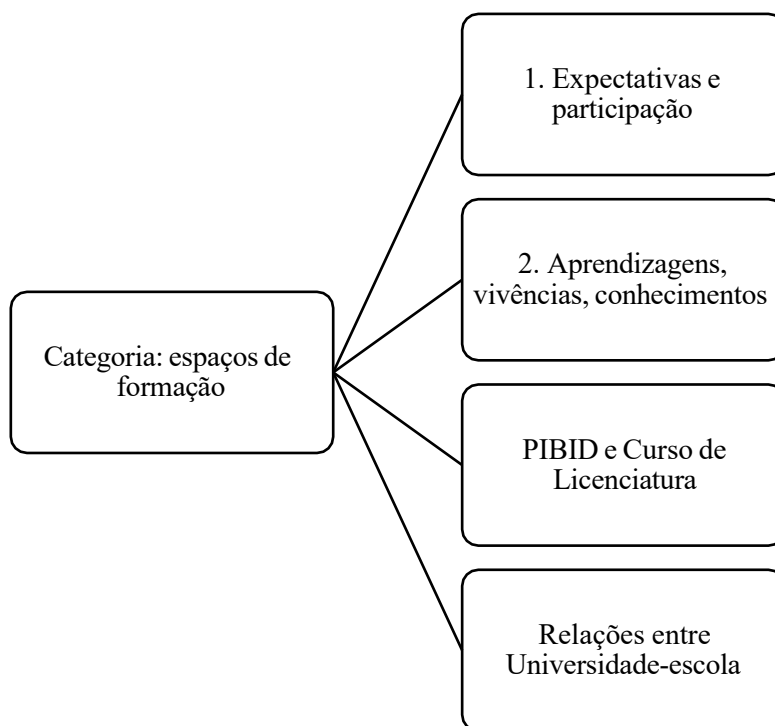 1. Expectativas e
participação
2. Aprendizagens,
vivências, conhecimentos
Categoria: espaços de
formação
PIBID e Curso de
Licenciatura
Relações entre
Universidade-escola